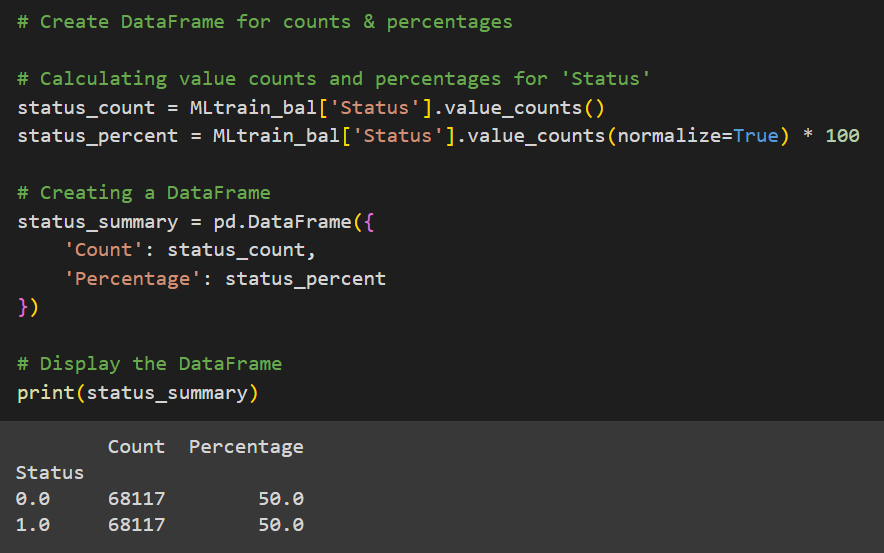 # Create DataFrame for counts & percentages
# Calculating value counts and percentages for 'Status'
status_count = MLtrain_bal['Status'].value_counts()
status_percent = MLtrain_bal['Status'].value_counts(normalize=True) * 100
# Creating a DataFrame
status_summary = pd.DataFrame({
    'Count': status_count,
    'Percentage': status_percent
})
# Display the DataFrame
print(status_summary)
        Count  Percentage
Status
0.0     68117        50.0
1.0     68117        50.0